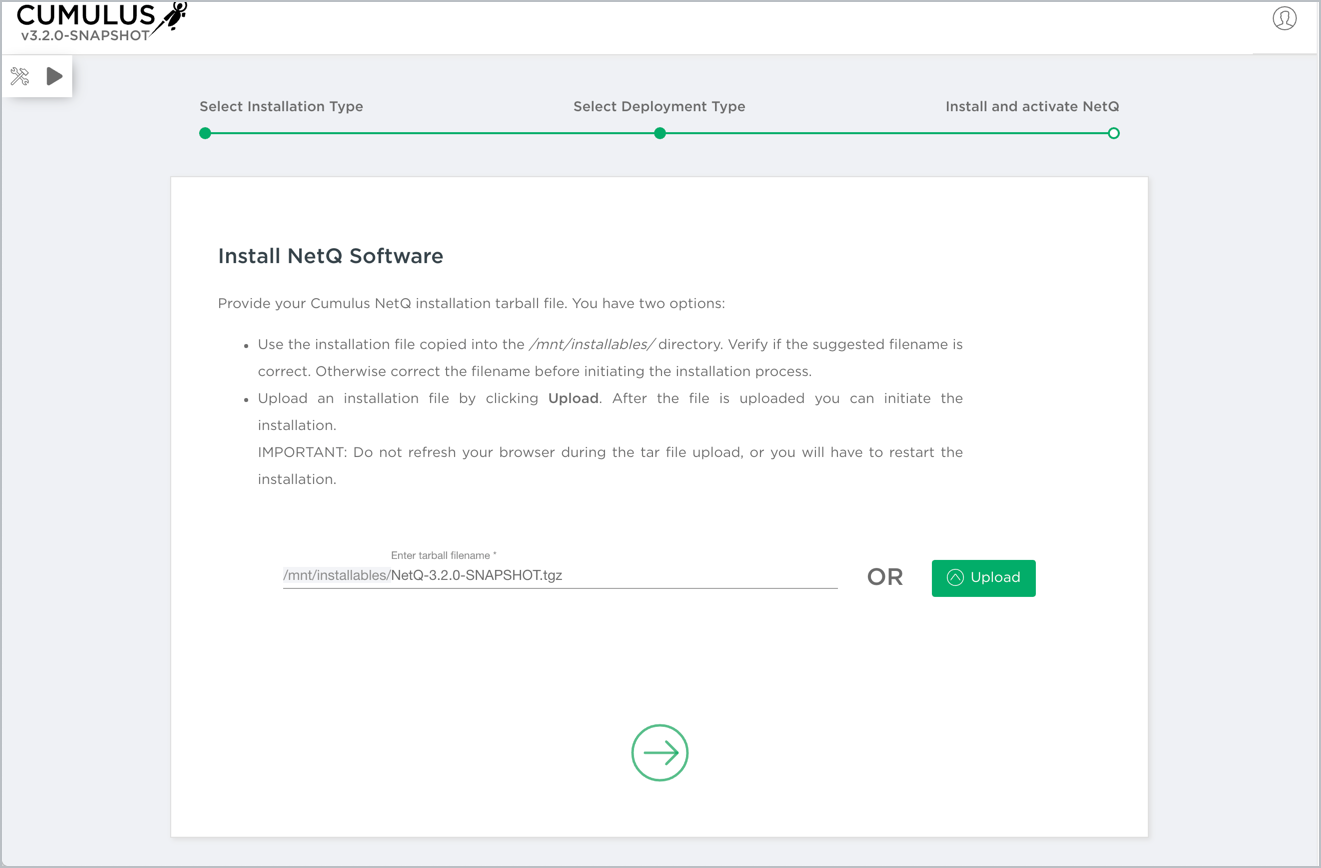 CUMULUS
v3.2.0-SNAPSHOT
Select Installation Type
Select Deployment Type
Install and activate NetQ
Install NetQ Software
Provide your Cumulus NetQ installation tarball file. You have two options:
• Use the installation file copied into the /mnt/installables/ directory. Verify if the suggested filename is
correct. Otherwise correct the filename before initiating the installation process.
• Upload an installation file by clicking Upload. After the file is uploaded you can initiate the
installation.
IMPORTANT: Do not refresh your browser during the tar file upload, or you will have to restart the
installation.
Enter tarball filename *
/mnt/installables/NetQ-3.2.0-SNAPSHOT.tgz
OR
Upload